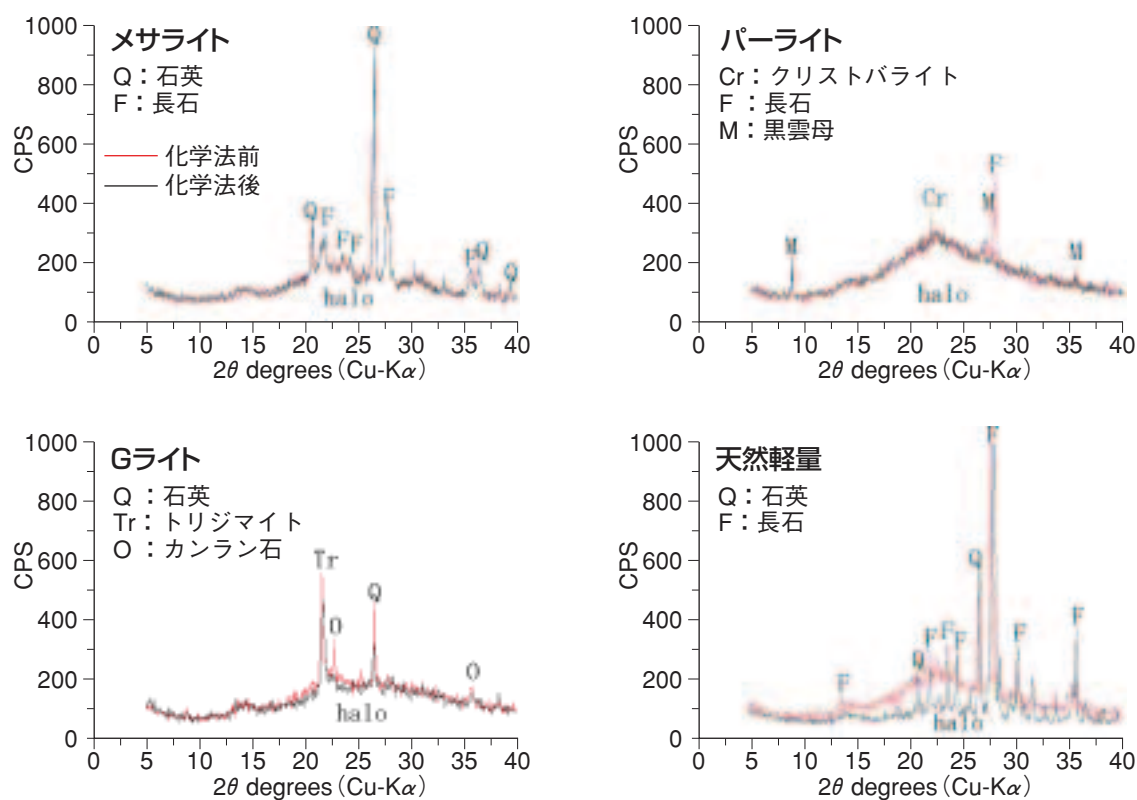 1000
800
600
400
200
0
CPS
メサライト
Q：石英
F：長石
化学法前
化学法後
Q
F
Q
F
F
F
F
Q
Q
halo
0 5 10 15 20 25 30 35 40
2θ degrees（Cu-Kα）
1000
800
600
400
200
0
CPS
パーライト
Cr：クリストバライト
F：長石
M：黒雲母
M
Cr
F
M
M
halo
0 5 10 15 20 25 30 35 40
2θ degrees（Cu-Kα）
1000
800
600
400
200
0
CPS
Gライト
Q：石英
Tr：トリジマイト
O：カンラン石
Tr
O
Q
O
halo
0 5 10 15 20 25 30 35 40
2θ degrees（Cu-Kα）
1000
800
600
400
200
0
CPS
天然軽量
Q：石英
F：長石
F
Q
F
F
F
Q
F
F
F
halo
0 5 10 15 20 25 30 35 40
2θ degrees（Cu-Kα）